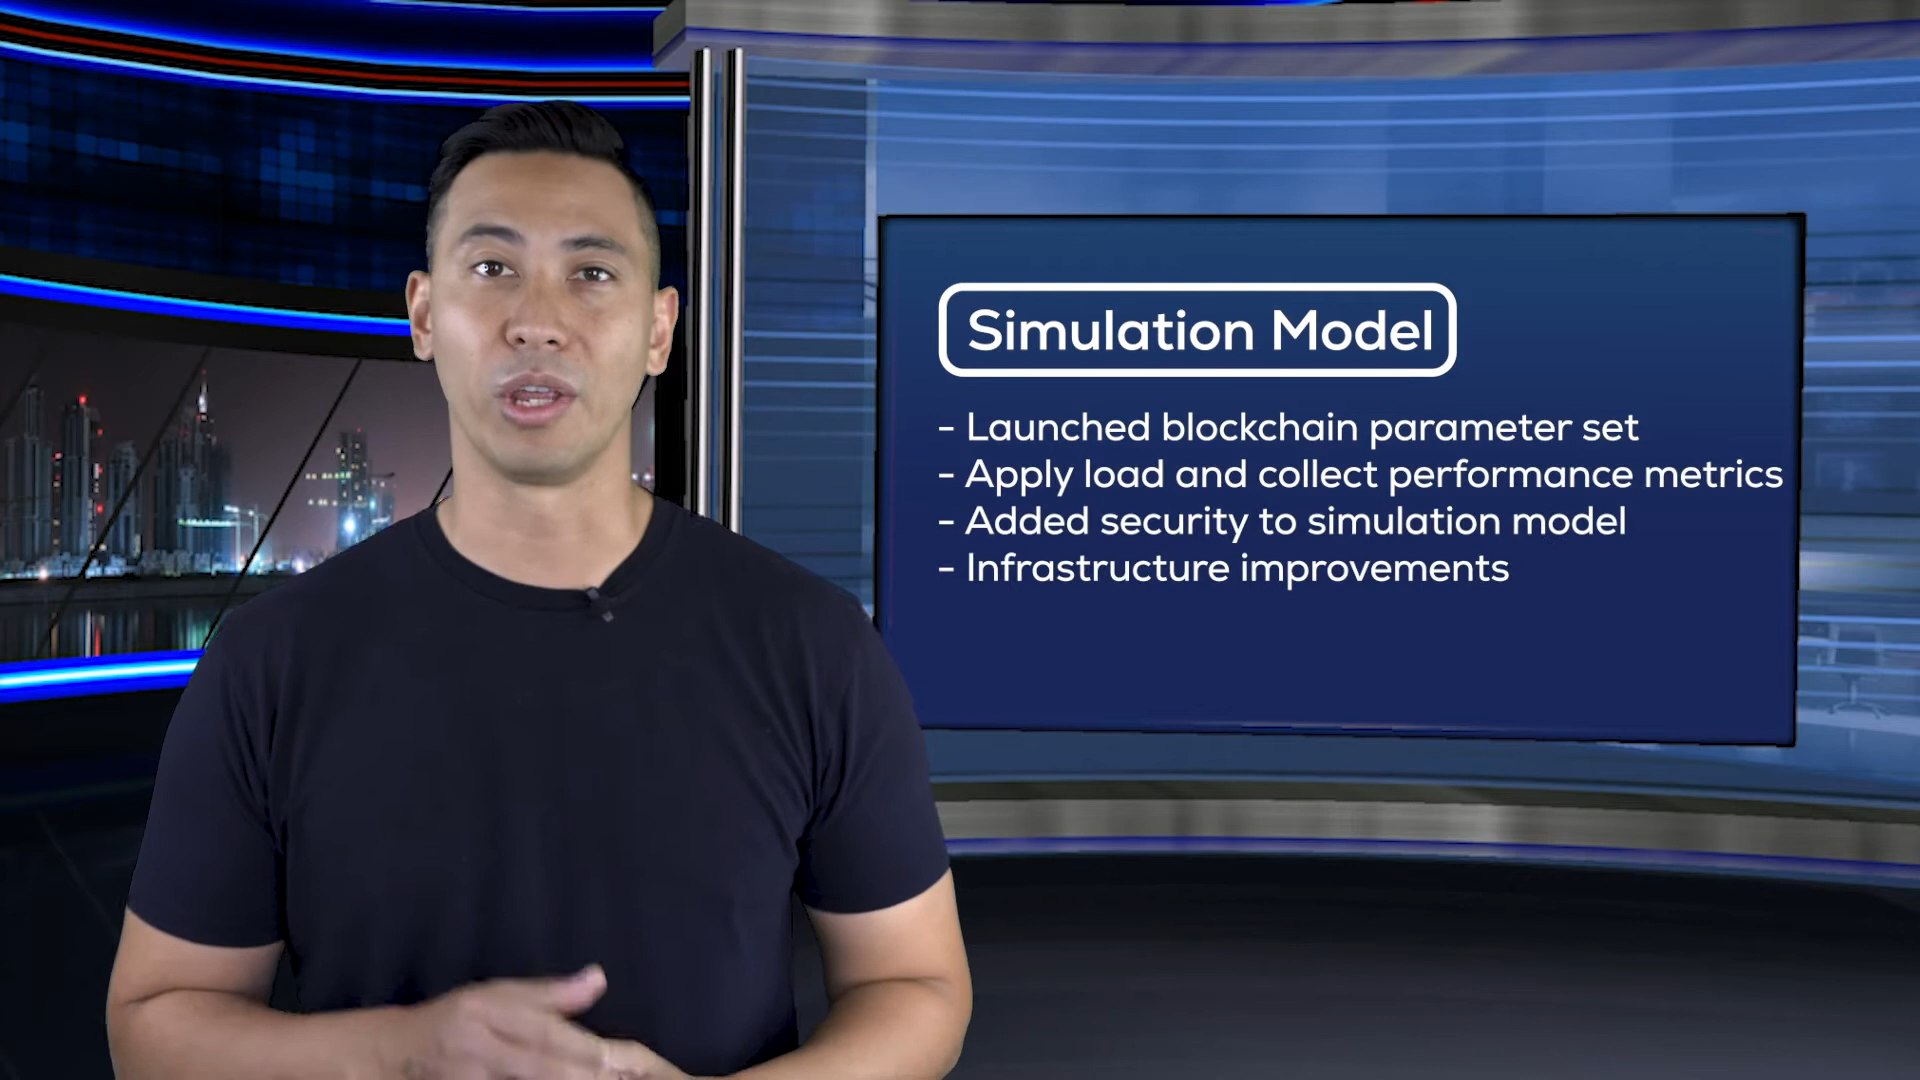 Simulation Model
- Launched blockchain parameter set
- Apply load and collect performance metrics
- Added security to simulation model
- Infrastructure improvements